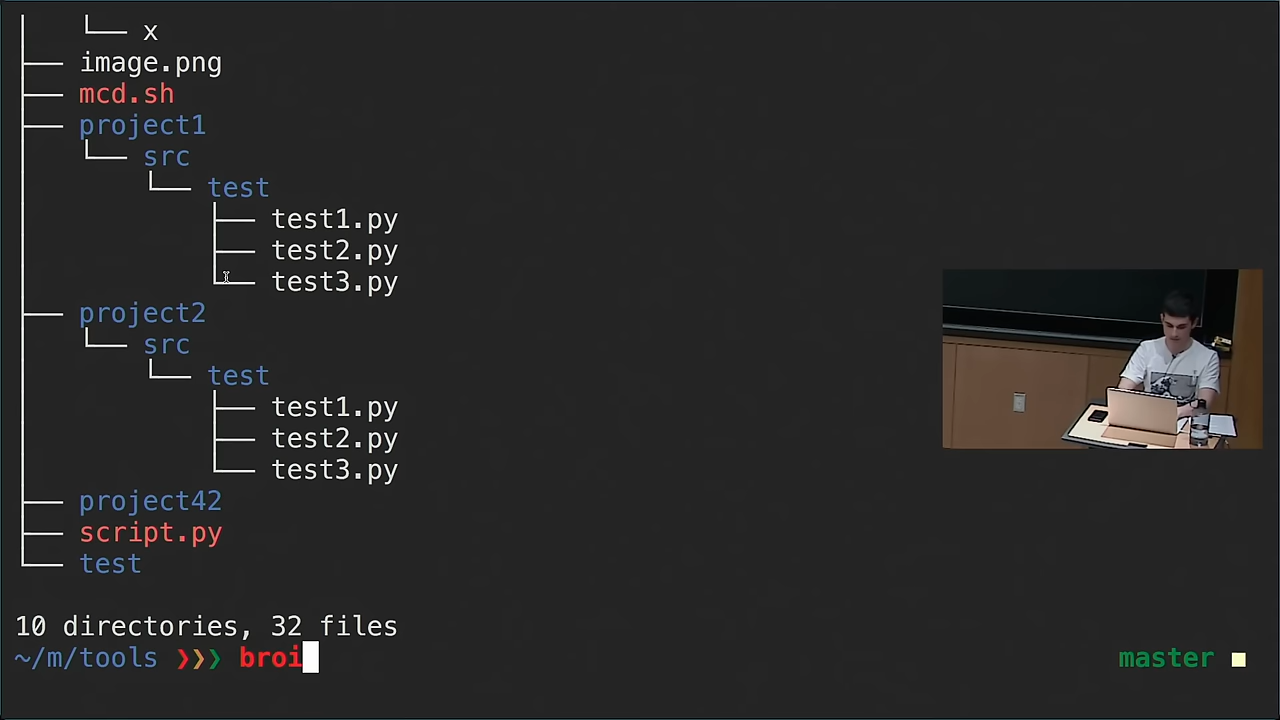 x
image.png
mcd.sh
project1
src
test
test1.py
test2.py
test3.py
project2
src
test
test1.py
test2.py
test3.py
project42
script.py
test
10 directories, 32 files
~/m/tools ❯❯❯ broi master